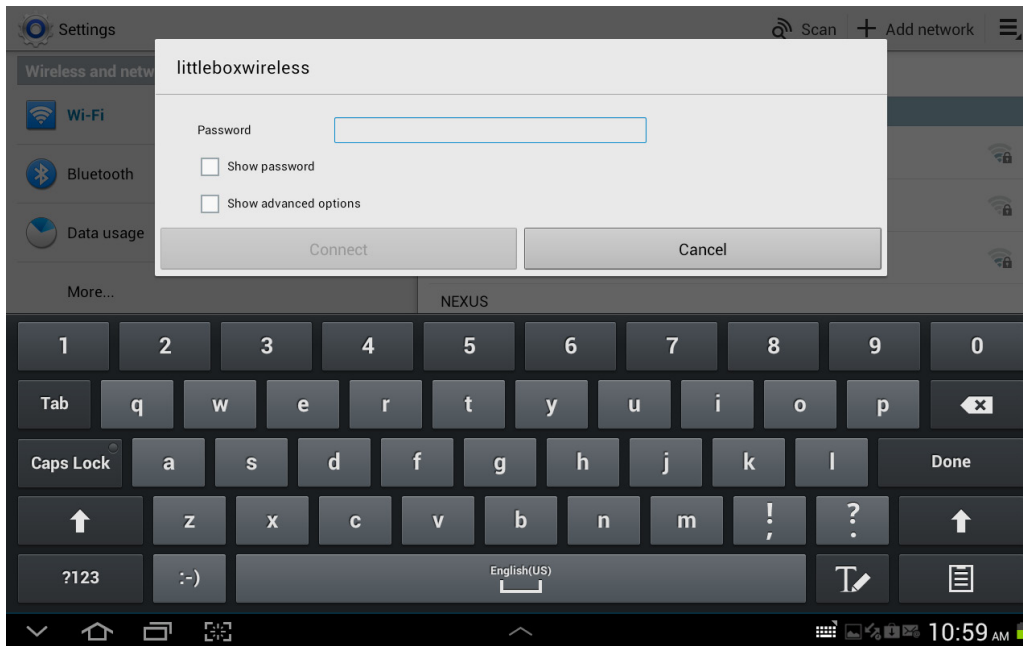 Settings
Scan
Add network
Wireless and netw
littleboxwireless
Wi-Fi
Password
Show password
Bluetooth
Show advanced options
Data usage
Connect
Cancel
More...
NEXUS
1 2 3 4 5 6 7 8 9 0
Tab q w e r t y u i o p
Caps Lock a s d f g h j k l Done
z x c v b n m ! , ? .
?123 :-) English(US) T
10:59 AM